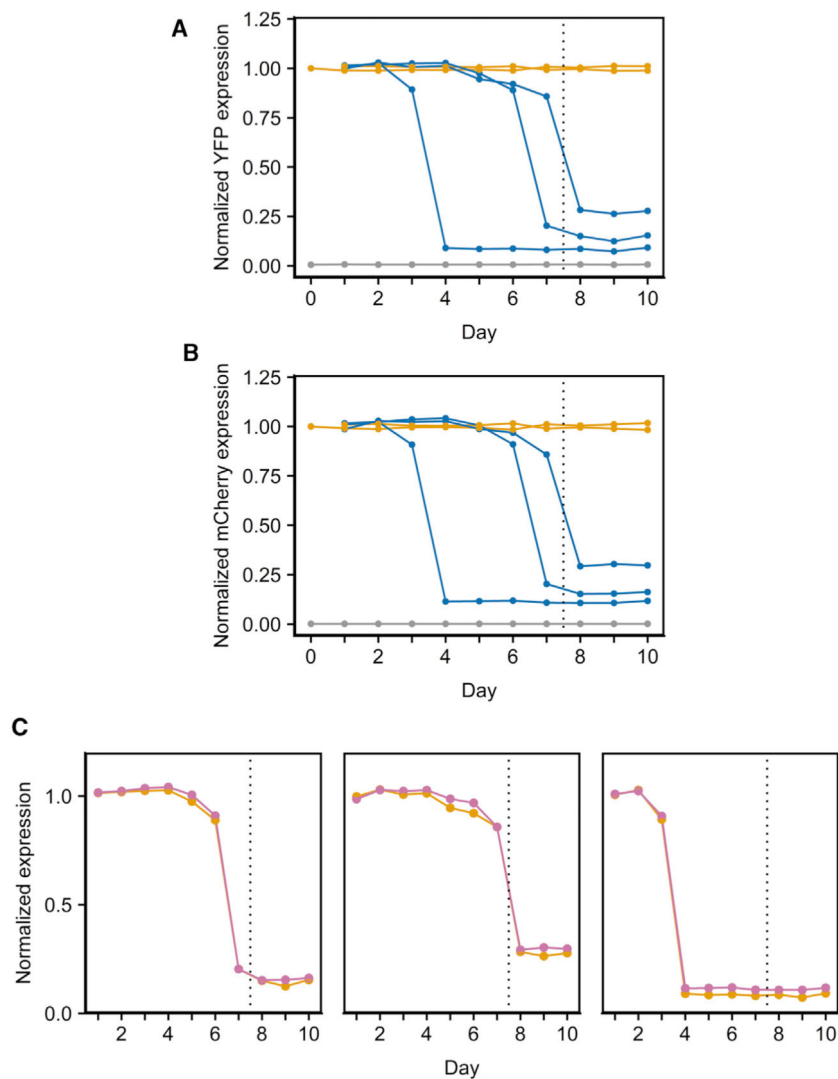 A
Normalized YFP expression
1.25
1.00
0.75
0.50
0.25
0.00
0 2 4 6 8 10
Day
B
Normalized mCherry expression
1.25
1.00
0.75
0.50
0.25
0.00
0 2 4 6 8 10
Day
C
Normalized expression
1.0
0.5
0.0
2 4 6 8 10
2 4 6 8 10
2 4 6 8 10
Day